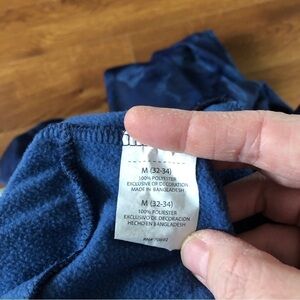 M (32-34)
100% POLYESTER
EXCLUSIVE OF DECORATION
MADE IN BANGLADESH
M (32-34)
100% POLYESTER
EXCLUSIVO DE DECORACIÓN
HECHO EN BANGLADESH